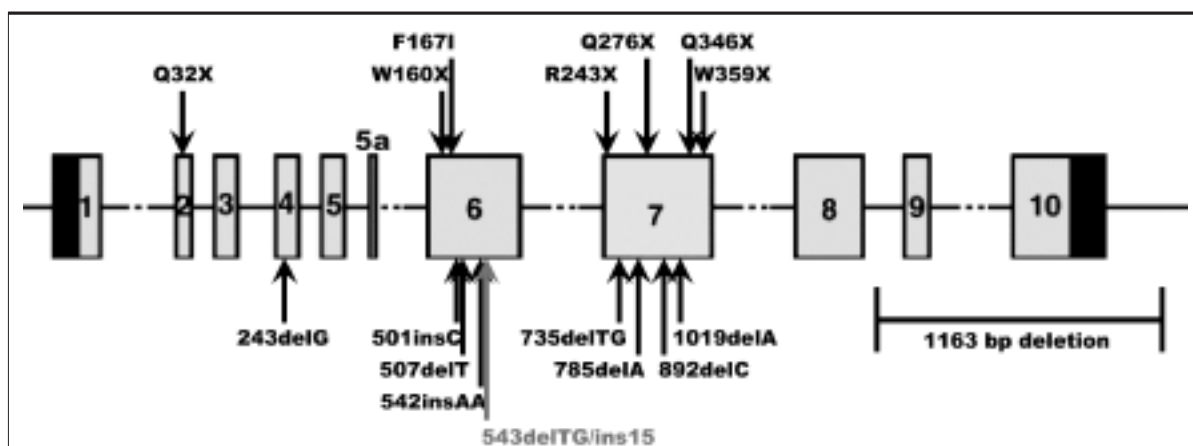 F167I Q276X Q346X
Q32X W160X R243X W359X
5a
1 2 3 4 5 6 7 8 9 10
243delG 501insC 735delTG 1019delA 1163 bp deletion
507delT 785delA 892delC
542insAA
543delTG/ins15